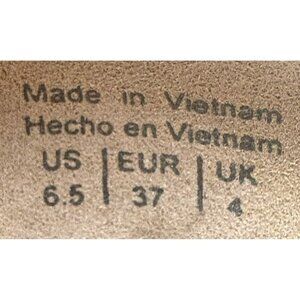 Made in Vietnam
Hecho en Vietnam
US | EUR | UK
6.5 | 37 | 4